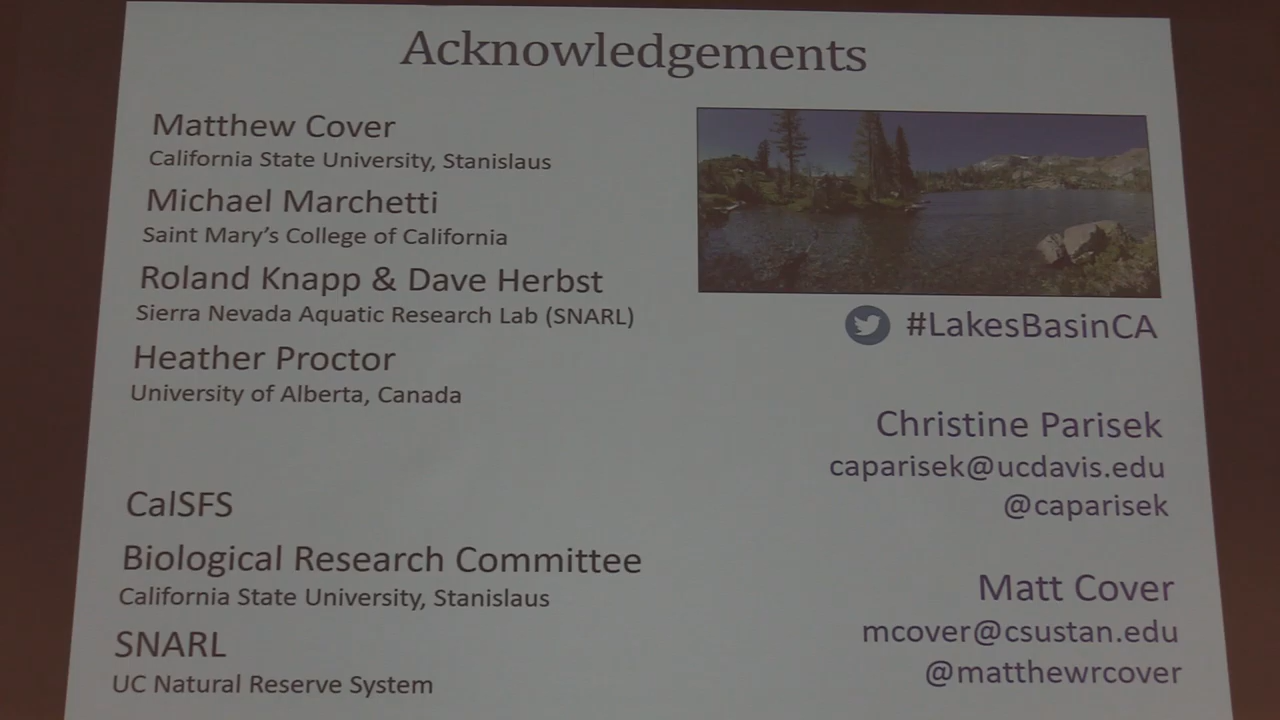 Acknowledgements
Matthew Cover
California State University, Stanislaus
Michael Marchetti
Saint Mary's College of California
Roland Knapp & Dave Herbst
Sierra Nevada Aquatic Research Lab (SNARL)
Heather Proctor
University of Alberta, Canada
CalSFS
Biological Research Committee
California State University, Stanislaus
SNARL
UC Natural Reserve System
#LakesBasinCA
Christine Parisek
caparisek@ucdavis.edu
@caparisek
Matt Cover
mcover@csustan.edu
@matthewrcover